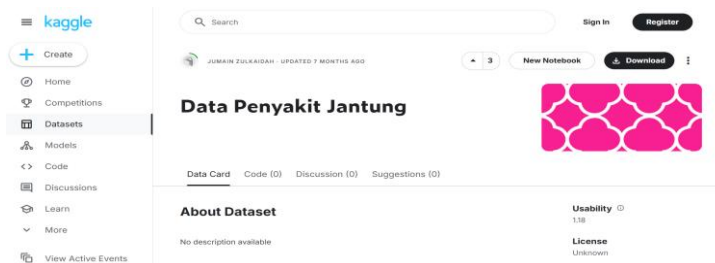 kaggle
Search
Sign In
Register
Create
JUMAIN ZULKAIDAH · UPDATED 7 MONTHS AGO
3
New Notebook
Download
Home
Competitions
Data Penyakit Jantung
Datasets
Models
Code
Data Card Code (0) Discussion (0) Suggestions (0)
Discussions
Learn
About Dataset
Usability
1.18
More
No description available
License
Unknown
View Active Events